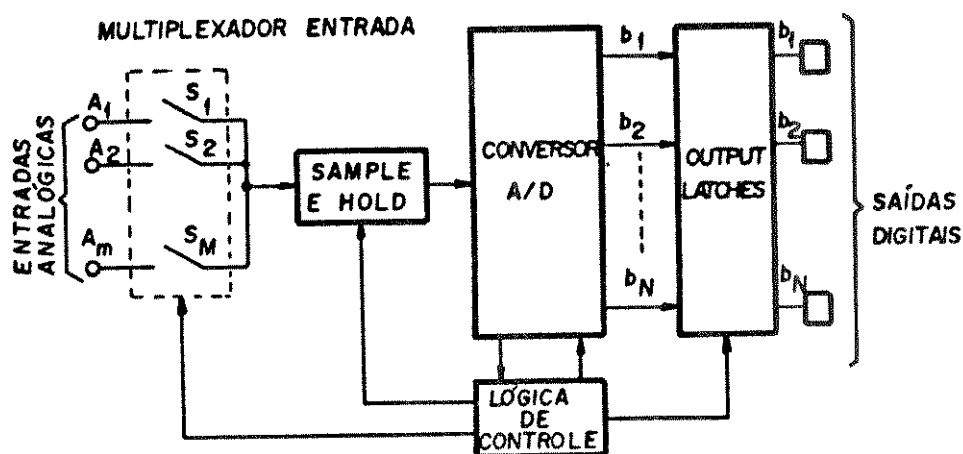 MULTIPLEXADOR ENTRADA
ENTRADAS
ANALÓGICAS
A1
A2
Am
S1
S2
SM
SAMPLE
E HOLD
CONVERSOR
A/D
b1
b2
bN
OUTPUT
LATCHES
b1
b2
bN
SAÍDAS
DIGITAIS
LÓGICA
DE
CONTROLE